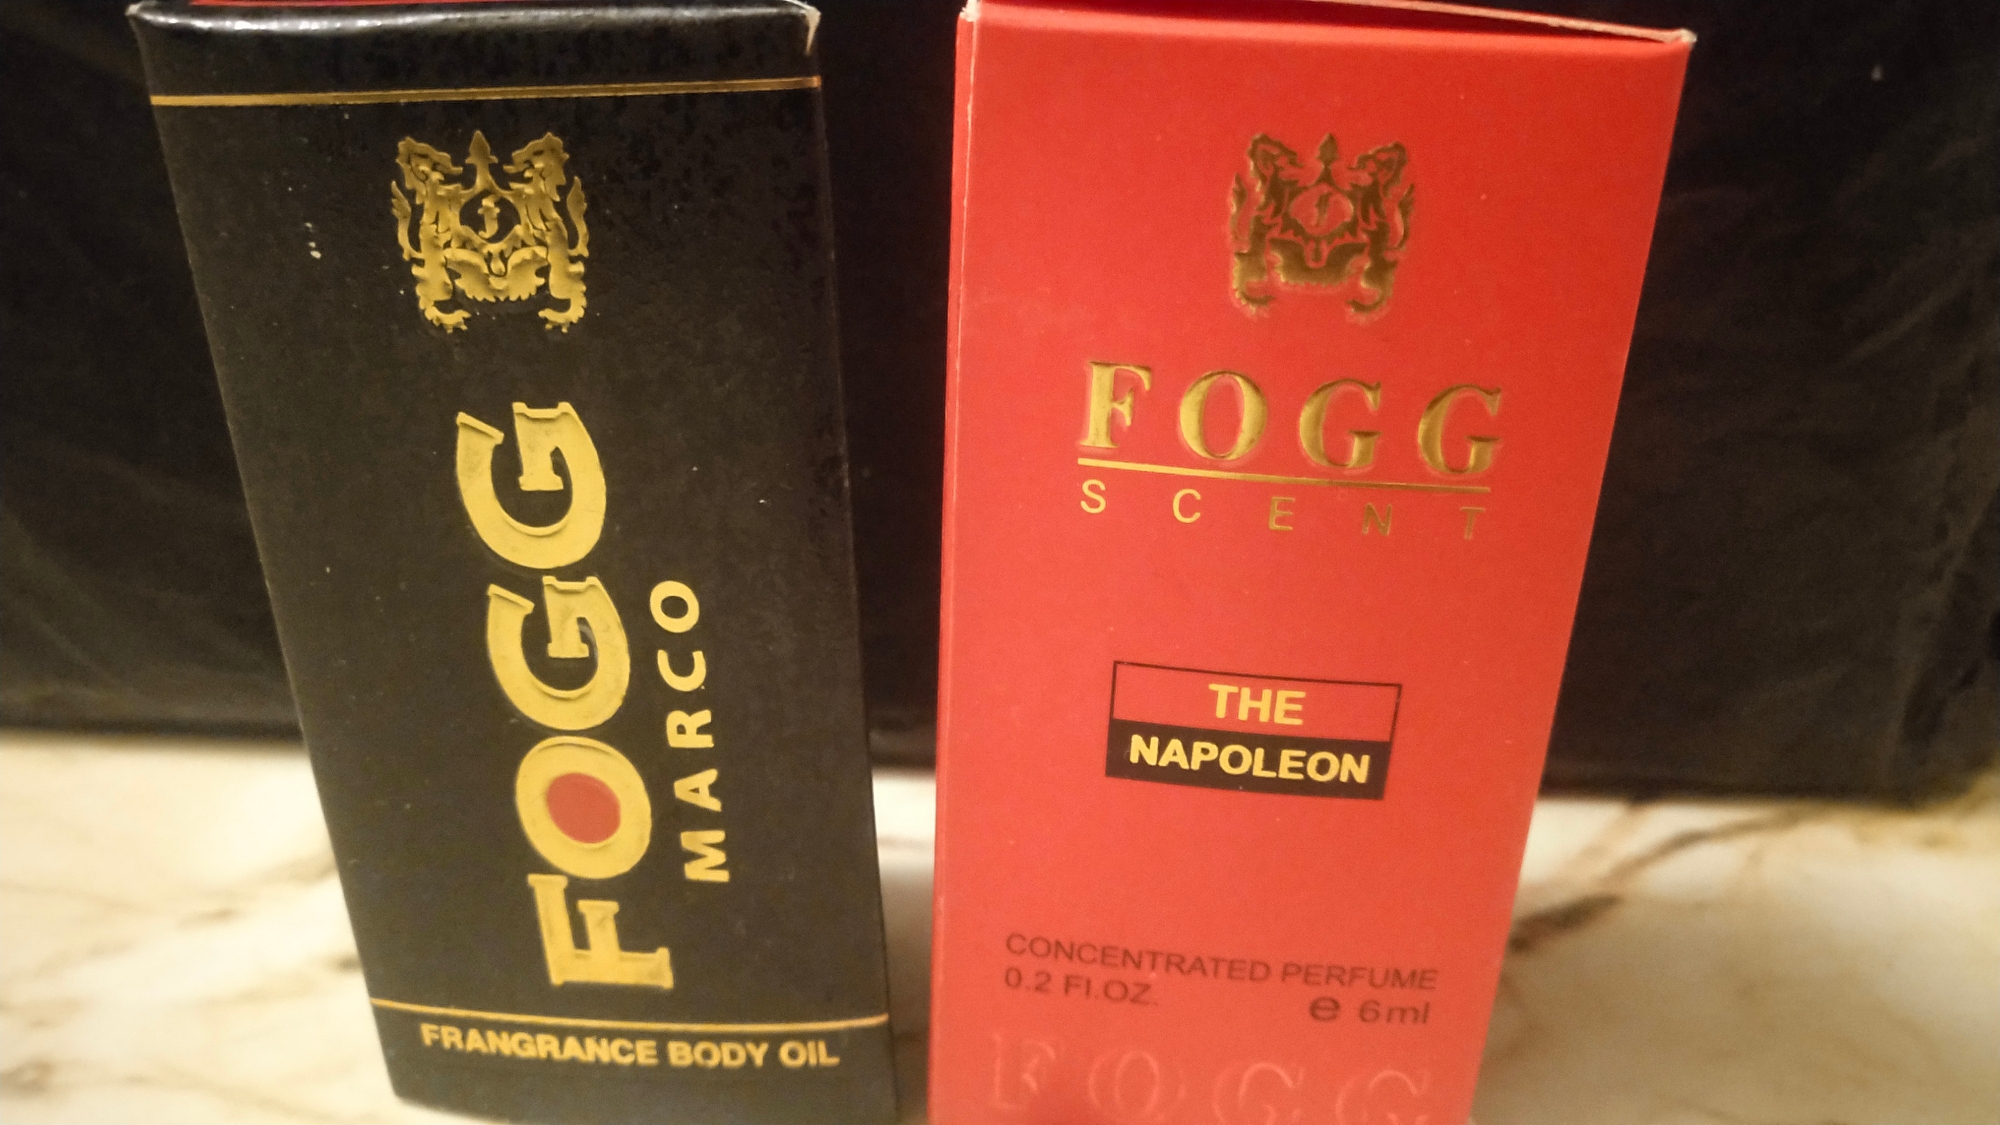 FOGG
MARCO
FRANGRANCE BODY OIL
FOGG
SCENT
THE
NAPOLEON
CONCENTRATED PERFUME
0.2 Fl.OZ.
e 6ml
FOGG